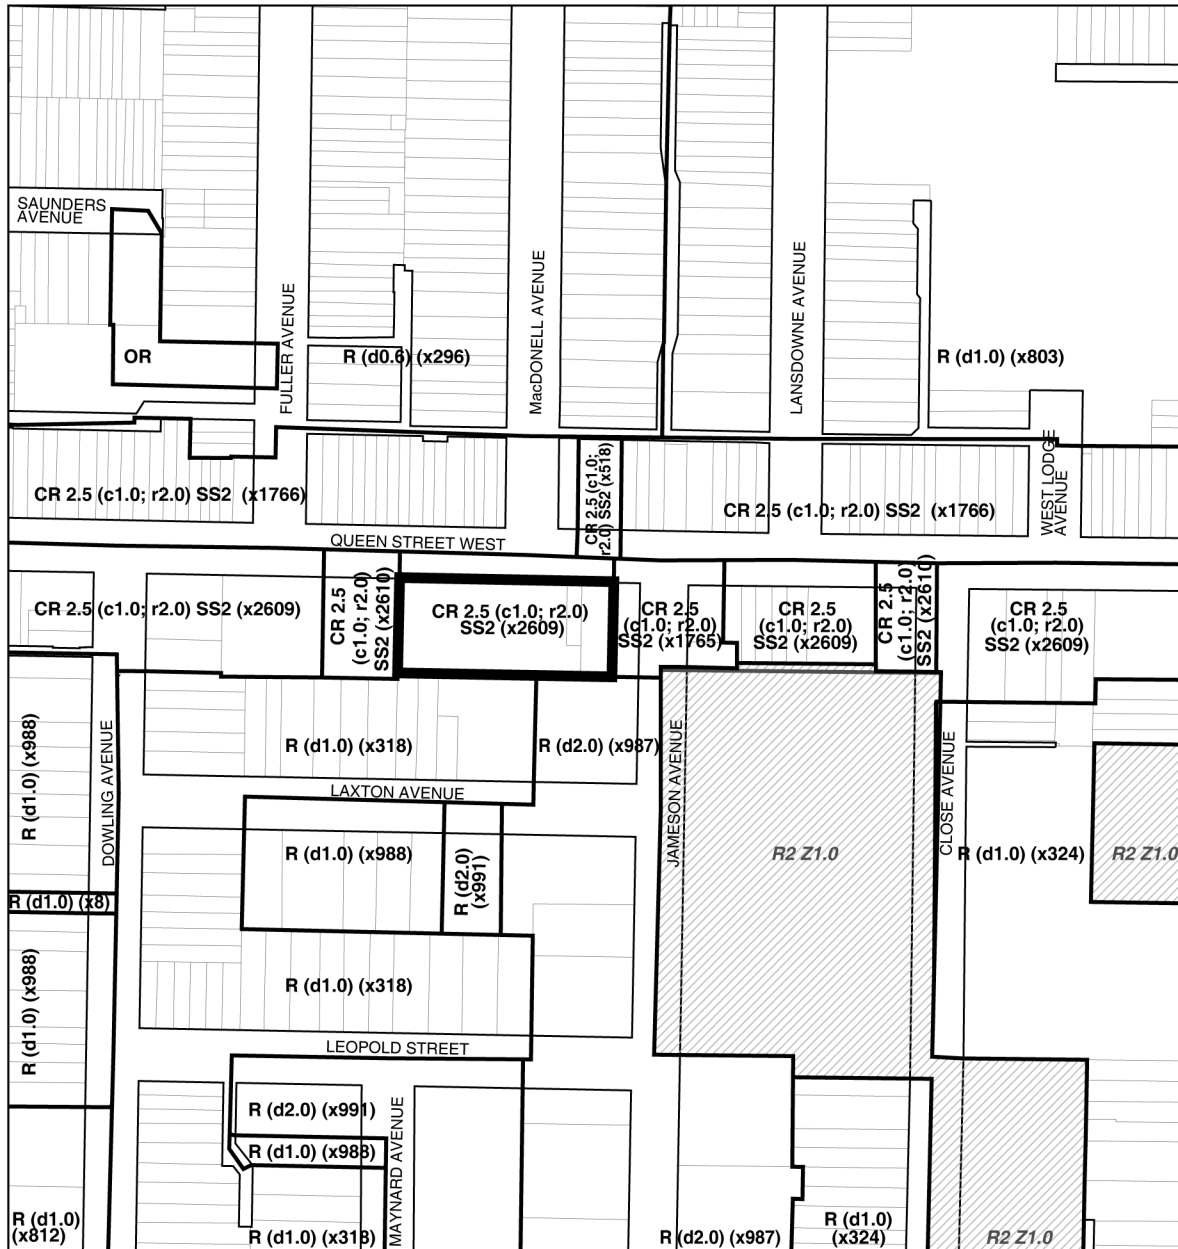 SAUNDERS
AVENUE
OR
FULLER AVENUE
R (d0.6) (x296)
MacDONELL AVENUE
LANSDOWNE AVENUE
R (d1.0) (x803)
CR 2.5 (c1.0; r2.0) SS2 (x1766)
CR 2.5 (c1.0;
r2.0) SS2 (x518)
CR 2.5 (c1.0; r2.0) SS2 (x1766)
WEST LODGE
AVENUE
QUEEN STREET WEST
CR 2.5 (c1.0; r2.0) SS2 (x2609)
CR 2.5
(c1.0; r2.0)
SS2 (x2610)
CR 2.5 (c1.0; r2.0)
SS2 (x2609)
CR 2.5
(c1.0; r2.0)
SS2 (x1765)
CR 2.5
(c1.0; r2.0)
SS2 (x2609)
CR 2.5
(c1.0; r2.0)
SS2 (x2610)
CR 2.5
(c1.0; r2.0)
SS2 (x2609)
R (d1.0) (x988)
DOWLING AVENUE
R (d1.0) (x318)
R (d2.0) (x987)
JAMESON AVENUE
CLOSE AVENUE
LAXTON AVENUE
R (d1.0) (x988)
R (d2.0)
(x991)
R2 Z1.0
R (d1.0) (x324)
R2 Z1.0
R (d1.0) (x8)
R (d1.0) (x988)
R (d1.0) (x318)
LEOPOLD STREET
R (d2.0) (x991)
R (d1.0) (x988)
MAYNARD AVENUE
R (d1.0)
(x812)
R (d1.0) (x318)
R (d2.0) (x987)
R (d1.0)
(x324)
R2 Z1.0